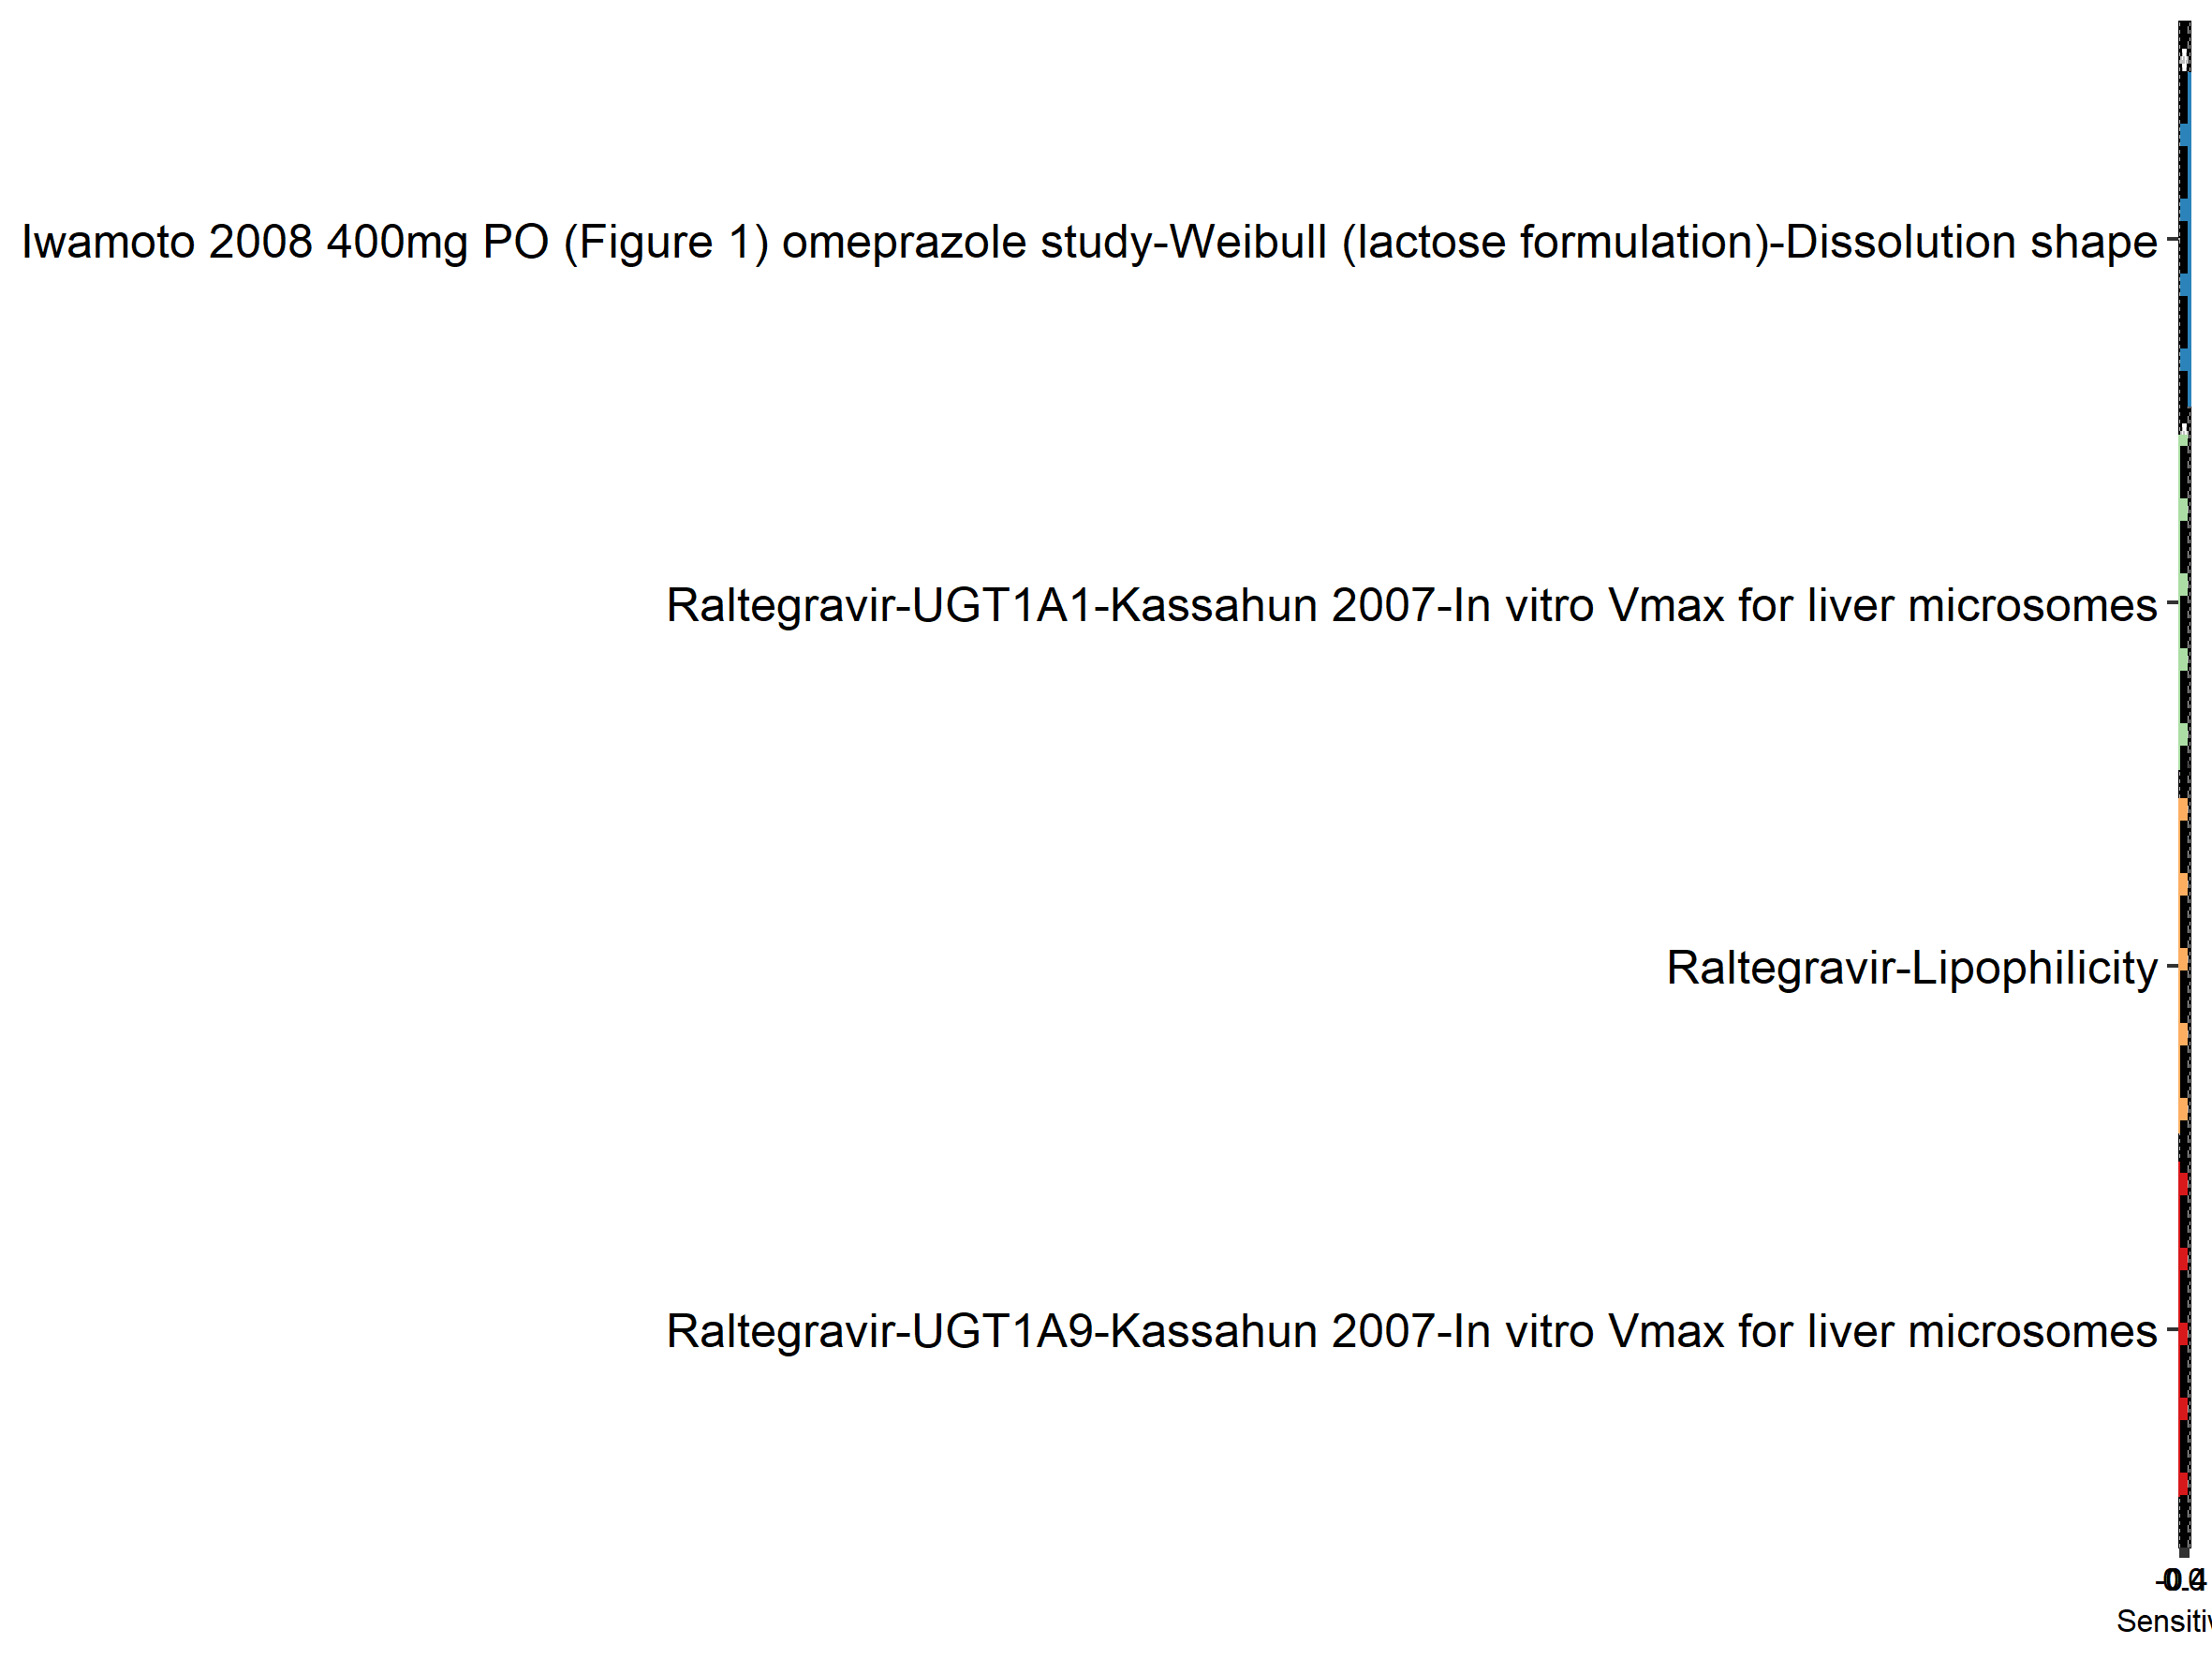 Iwamoto 2008 400mg PO (Figure 1) omeprazole study-Weibull (lactose formulation)-Dissolution shape
Raltegravir-UGT1A1-Kassahun 2007-In vitro Vmax for liver microsomes
Raltegravir-Lipophilicity
Raltegravir-UGT1A9-Kassahun 2007-In vitro Vmax for liver microsomes